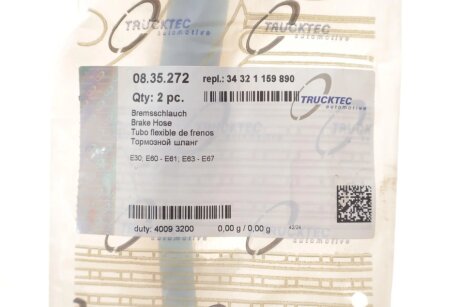 TRUCKTEC
automotive
08.35.272
repl.: 34 32 1 159 890
Qty: 2 pc.
TRUCKTEC
automotive
Bremsschlauch
Brake Hose
Tubo flexible de frenos
Тормозной шланг
E30, E60 - E61, E63 - E67
duty: 4009 3200
0,00 g / 0,00 g
42/24